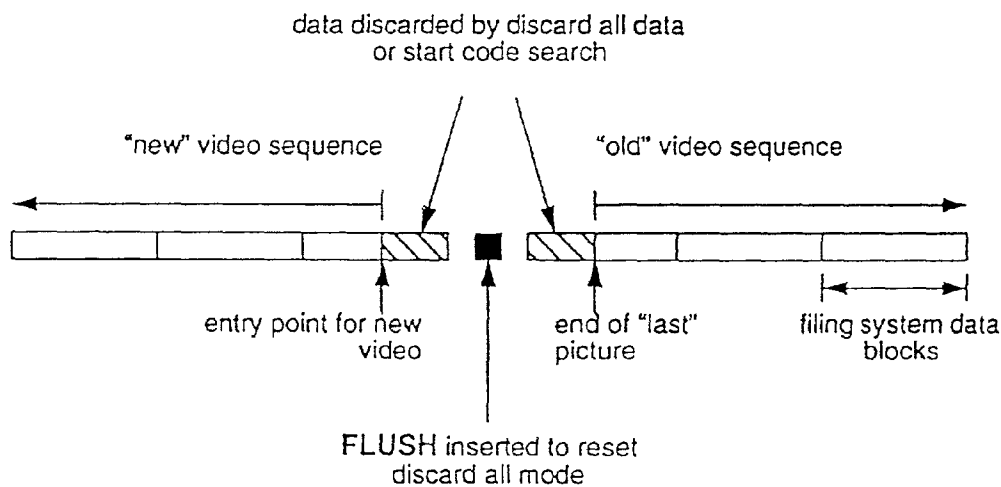 data discarded by discard all data
or start code search
"new" video sequence
"old" video sequence
entry point for new
video
end of "last"
picture
filing system data
blocks
FLUSH inserted to reset
discard all mode